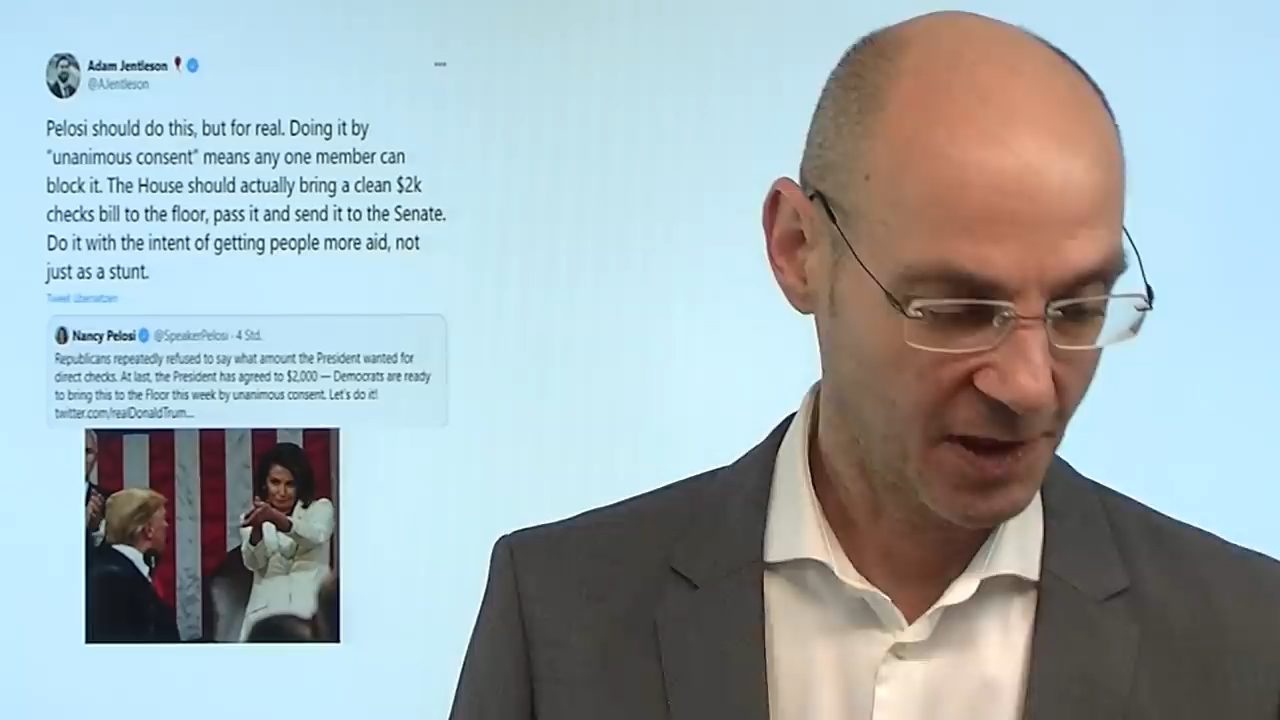 Adam Jentleson
@AJentleson
Pelosi should do this, but for real. Doing it by
"unanimous consent" means any one member can
block it. The House should actually bring a clean $2k
checks bill to the floor, pass it and send it to the Senate.
Do it with the intent of getting people more aid, not
just as a stunt.
Tweet übersetzen
Nancy Pelosi @SpeakerPelosi · 4 Std.
Republicans repeatedly refused to say what amount the President wanted for
direct checks. At last, the President has agreed to $2,000 — Democrats are ready
to bring this to the Floor this week by unanimous consent. Let's do it!
twitter.com/realDonaldTrum...